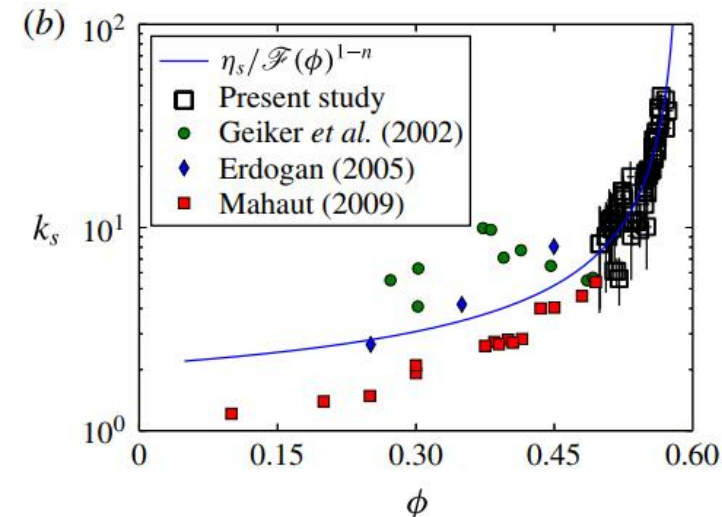 (b)
10²
η_s/ℱ(φ)^{1−n}
Present study
Geiker et al. (2002)
Erdogan (2005)
Mahaut (2009)
k_s
10¹
10⁰
0 0.15 0.30 0.45 0.60
ϕ